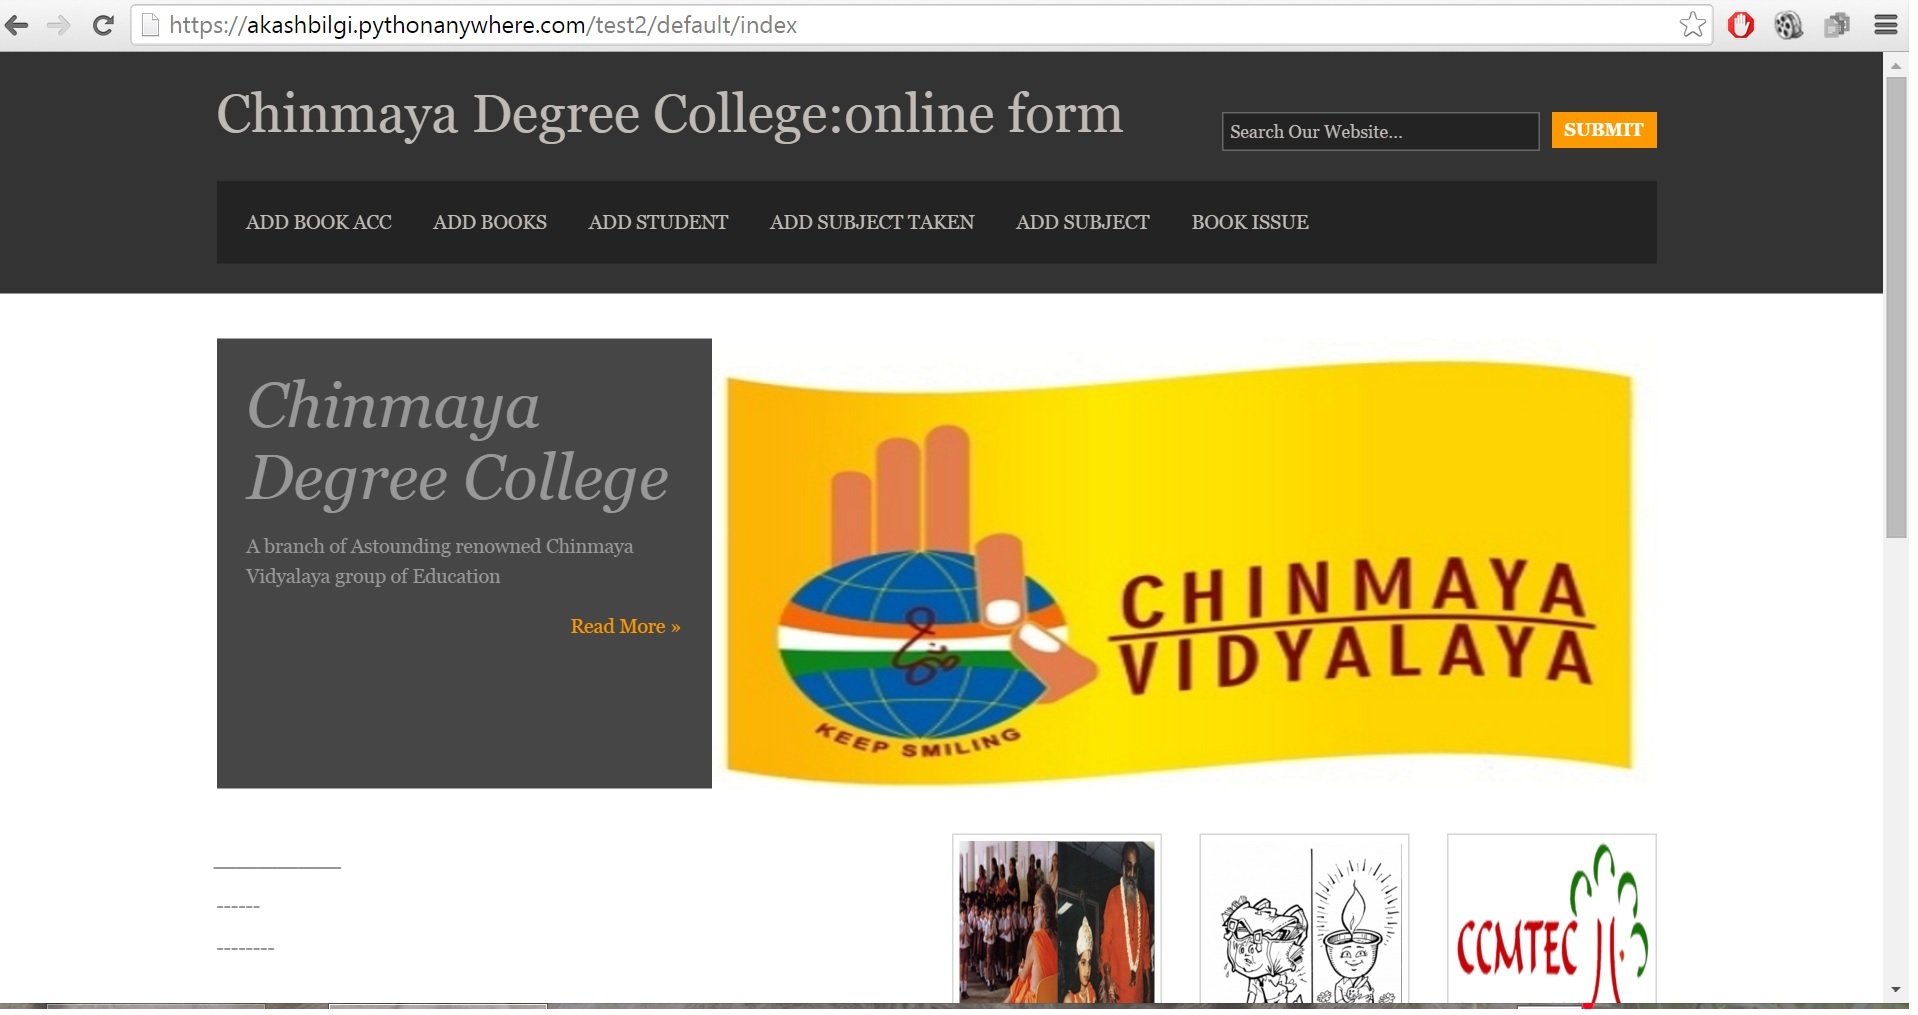 https://akashbilgi.pythonanywhere.com/test2/default/index
Chinmaya Degree College:online form
Search Our Website...
SUBMIT
ADD BOOK ACC
ADD BOOKS
ADD STUDENT
ADD SUBJECT TAKEN
ADD SUBJECT
BOOK ISSUE
Chinmaya
Degree College
A branch of Astounding renowned Chinmaya
Vidyalaya group of Education
Read More »
CHINMAYA
VIDYALAYA
KEEP SMILING
------
--------
CCMTEC